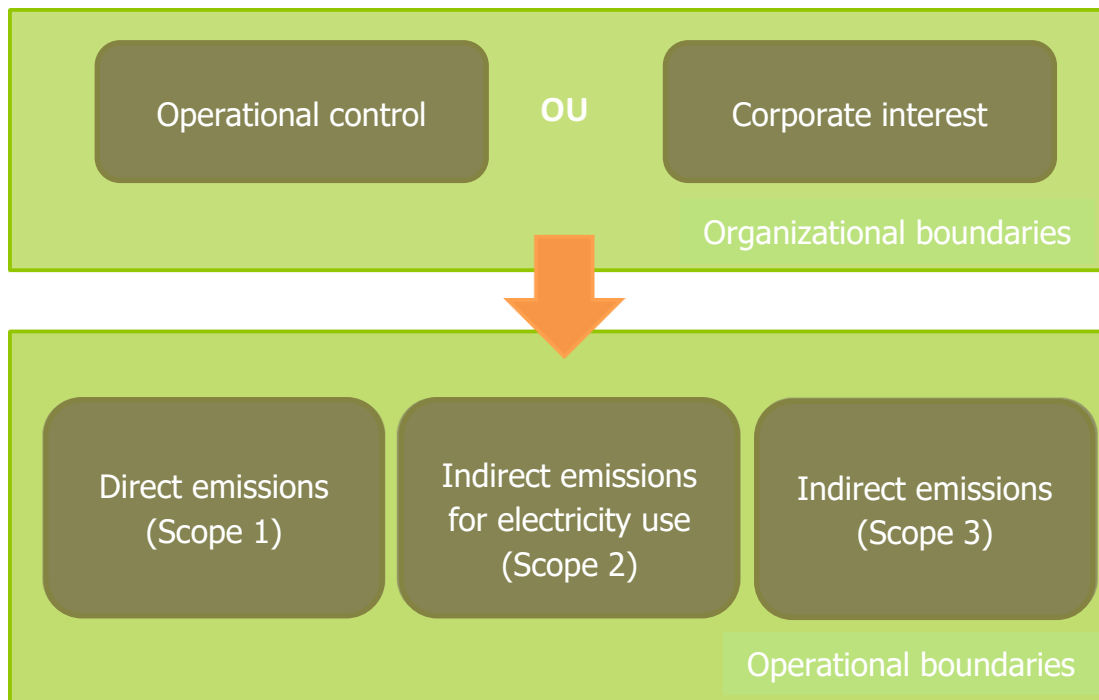 Operational control
OU
Corporate interest
Organizational boundaries
Direct emissions
(Scope 1)
Indirect emissions
for electricity use
(Scope 2)
Indirect emissions
(Scope 3)
Operational boundaries